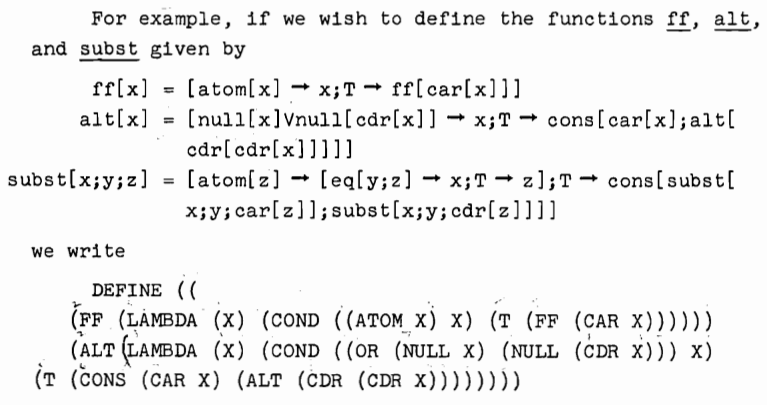 For example, if we wish to define the functions ff, alt,
and subst given by
ff[x] = [atom[x] → x;T → ff[car[x]]]
alt[x] = [null[x]Vnull[cdr[x]] → x;T → cons[car[x];alt[
cdr[cdr[x]]]]]
subst[x;y;z] = [atom[z] → [eq[y;z] → x;T → z];T → cons[subst[
x;y;car[z]];subst[x;y;cdr[z]]]]
we write
DEFINE ((
(FF (LAMBDA (X) (COND ((ATOM X) X) (T (FF (CAR X))))))
(ALT (LAMBDA (X) (COND ((OR (NULL X) (NULL (CDR X))) X)
(T (CONS (CAR X) (ALT (CDR (CDR X))))))))